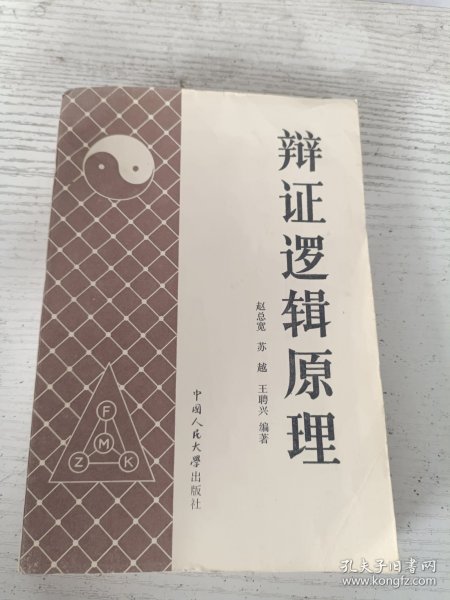 辩证逻辑原理
赵总宽 苏越 王聘兴 编著
中国人民大学出版社
F
M
Z
K
孔夫子旧书网
www.kongfz.com